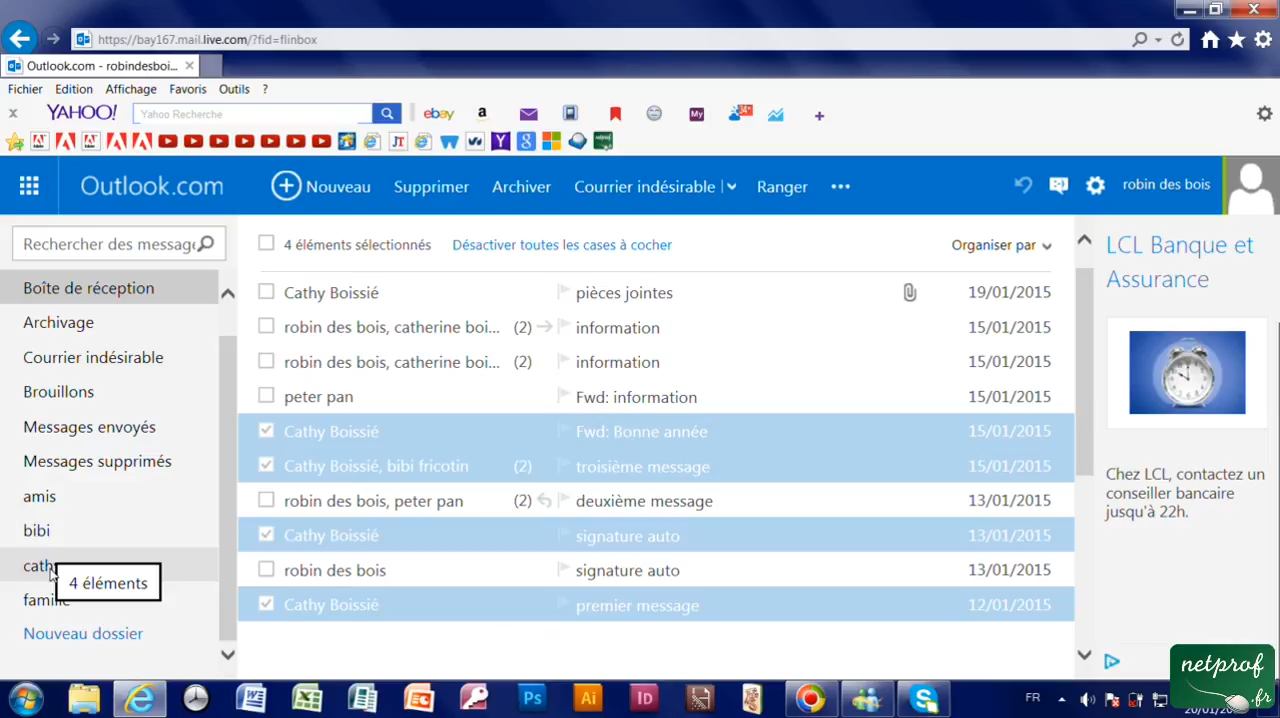 https://bay167.mail.live.com/?fid=flinbox
Outlook.com - robindesboi...
Fichier Edition Affichage Favoris Outils ?
x YAHOO! Yahoo Recherche ebay a My 34+ +
JT
Outlook.com Nouveau Supprimer Archiver Courrier indésirable Ranger ... robin des bois
Rechercher des message
4 éléments sélectionnés Désactiver toutes les cases à cocher Organiser par
LCL Banque et
Assurance
Boîte de réception
Archivage
Courrier indésirable
Brouillons
Messages envoyés
Messages supprimés
amis
bibi
cath
4 éléments
famille
Nouveau dossier
Cathy Boissié pièces jointes 19/01/2015
robin des bois, catherine boi... (2) information 15/01/2015
robin des bois, catherine boi... (2) information 15/01/2015
peter pan Fwd: information 15/01/2015
Cathy Boissié Fwd: Bonne année 15/01/2015
Cathy Boissié, bibi fricotin (2) troisième message 15/01/2015
robin des bois, peter pan (2) deuxième message 13/01/2015
Cathy Boissié signature auto 13/01/2015
robin des bois signature auto 13/01/2015
Cathy Boissié premier message 12/01/2015
Chez LCL, contactez un
conseiller bancaire
jusqu'à 22h.
netprof
.fr
Ps Ai Id FR